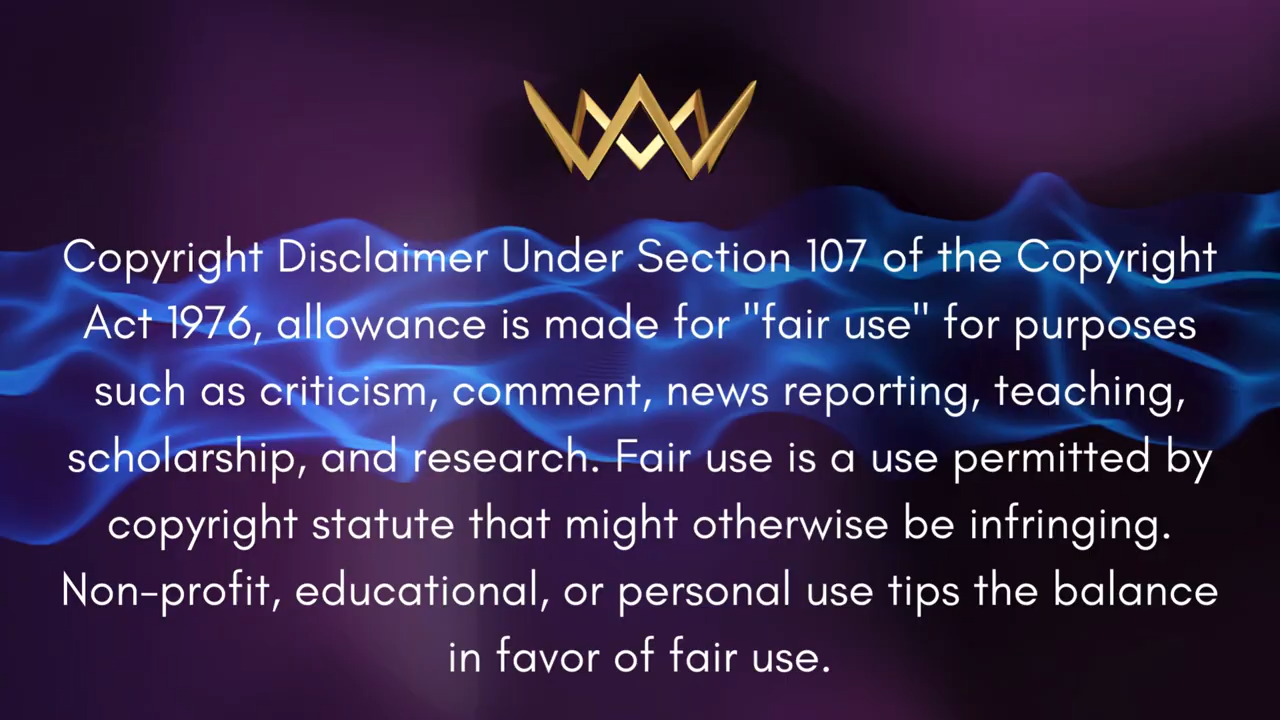 Copyright Disclaimer Under Section 107 of the Copyright
Act 1976, allowance is made for "fair use" for purposes
such as criticism, comment, news reporting, teaching,
scholarship, and research. Fair use is a use permitted by
copyright statute that might otherwise be infringing.
Non-profit, educational, or personal use tips the balance
in favor of fair use.